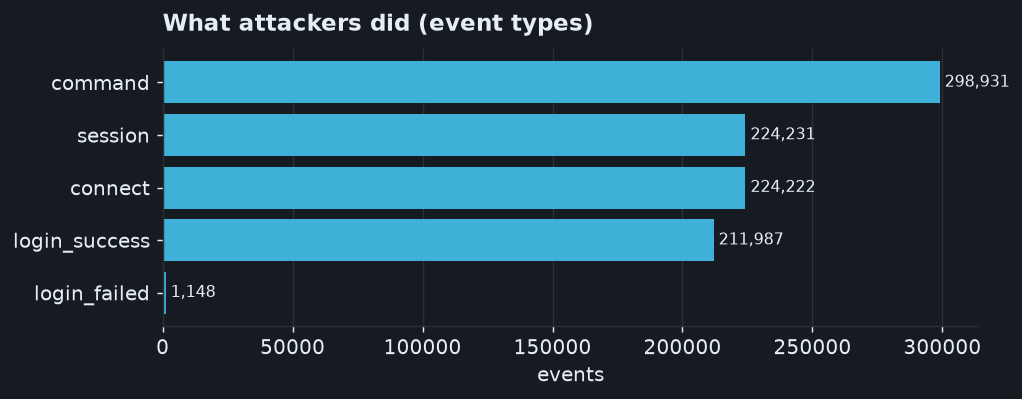 What attackers did (event types)
command 298,931
session 224,231
connect 224,222
login_success 211,987
login_failed 1,148
0 50000 100000 150000 200000 250000 300000
events